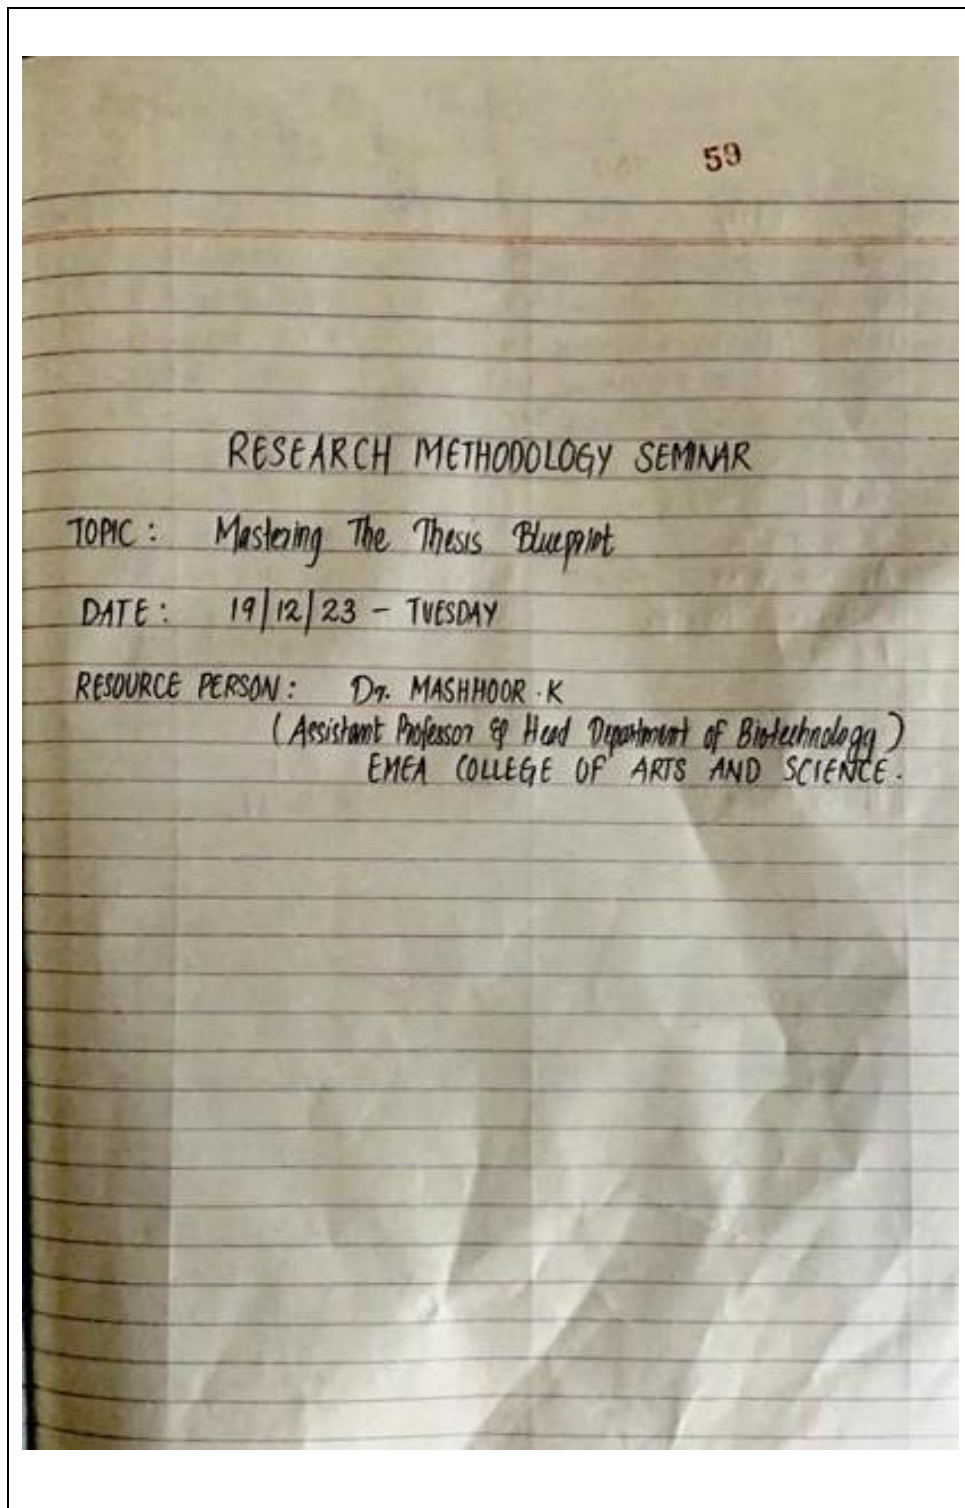 59
RESEARCH METHODOLOGY SEMINAR
TOPIC : Mastering The Thesis Blueprint
DATE : 19/12/23 - TUESDAY
RESOURCE PERSON : Dr. MASHHOOR . K
( Assistant Professor & Head Department of Biotechnology )
EMEA COLLEGE OF ARTS AND SCIENCE .